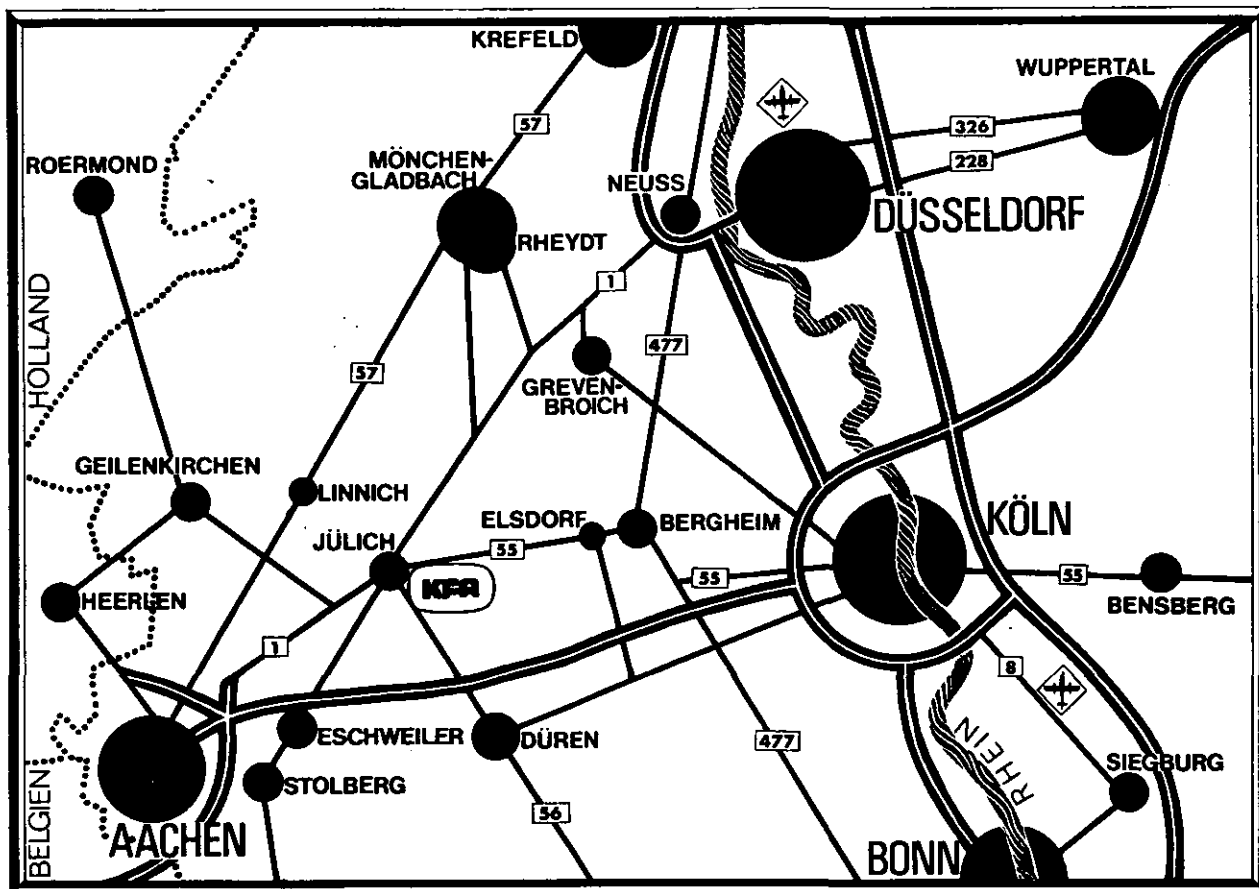 KREFELD
WUPPERTAL
57
326
ROERMOND
MÖNCHEN-
GLADBACH
228
NEUSS
DÜSSELDORF
RHEYDT
1
HOLLAND
477
57
GREVEN-
BROICH
GEILENKIRCHEN
LINNICH
ELSDORF
BERGHEIM
KÖLN
JÜLICH
55
55
55
KFA
HEERLEN
BENSBERG
1
8
ESCHWEILER
DÜREN
477
RHEIN
SIEGBURG
STOLBERG
56
BELGIEN
AACHEN
BONN